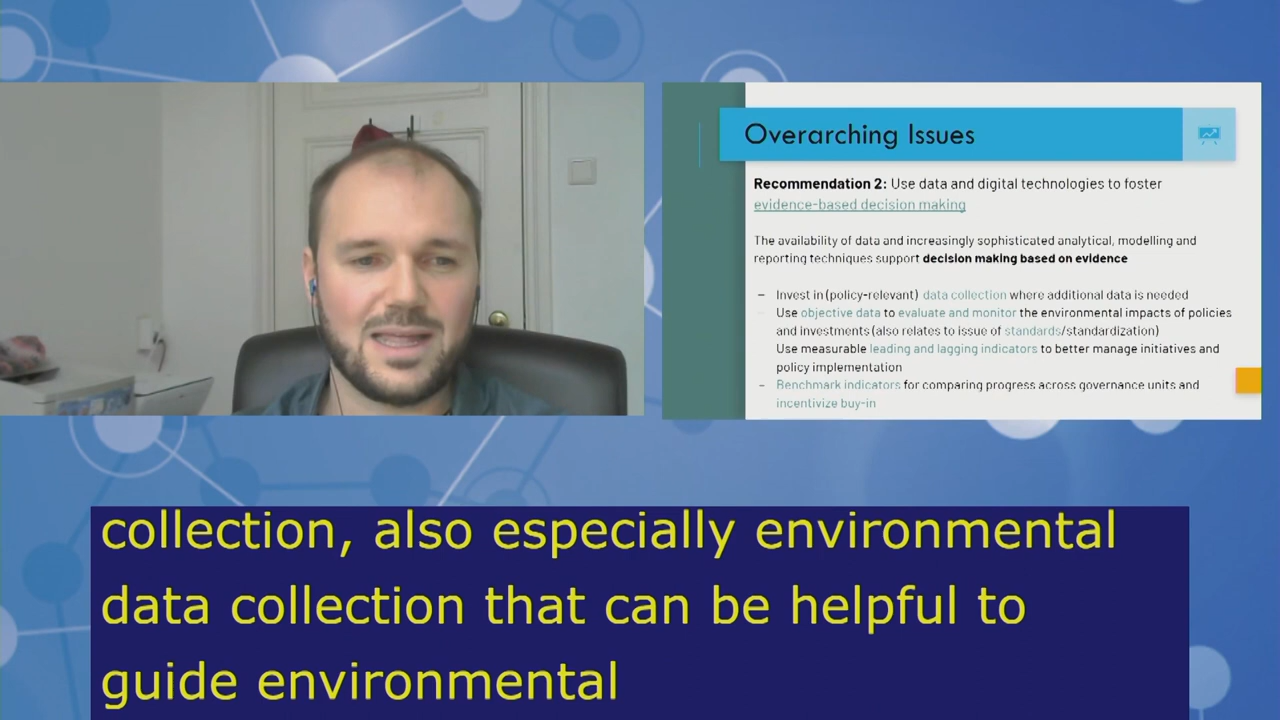 Overarching Issues
Recommendation 2: Use data and digital technologies to foster
evidence-based decision making
The availability of data and increasingly sophisticated analytical, modelling and
reporting techniques support decision making based on evidence
– Invest in (policy-relevant) data collection where additional data is needed
Use objective data to evaluate and monitor the environmental impacts of policies
and investments (also relates to issue of standards/standardization)
Use measurable leading and lagging indicators to better manage initiatives and
policy implementation
– Benchmark indicators for comparing progress across governance units and
incentivize buy-in
collection, also especially environmental
data collection that can be helpful to
guide environmental